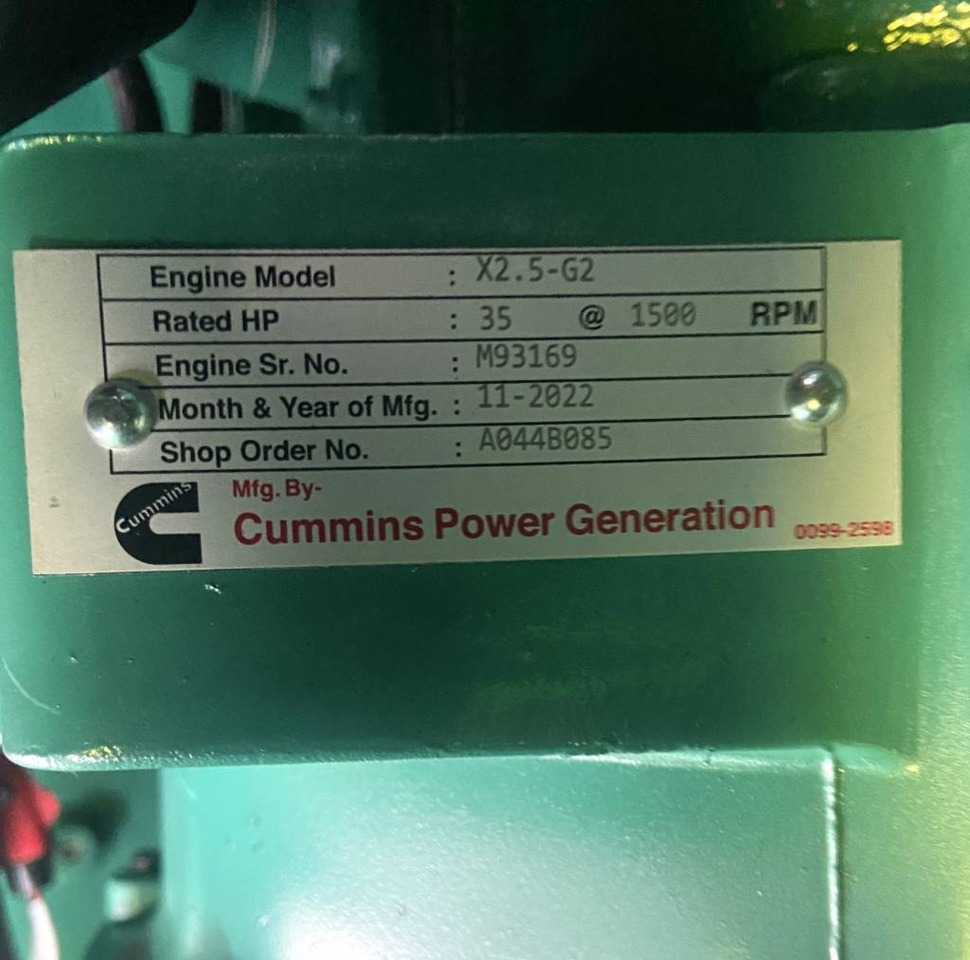 Engine Model : X2.5-G2
Rated HP : 35 @ 1500 RPM
Engine Sr. No. : M93169
Month & Year of Mfg. : 11-2022
Shop Order No. : A044B085
Cummins
Mfg. By-
Cummins Power Generation
0099-2598